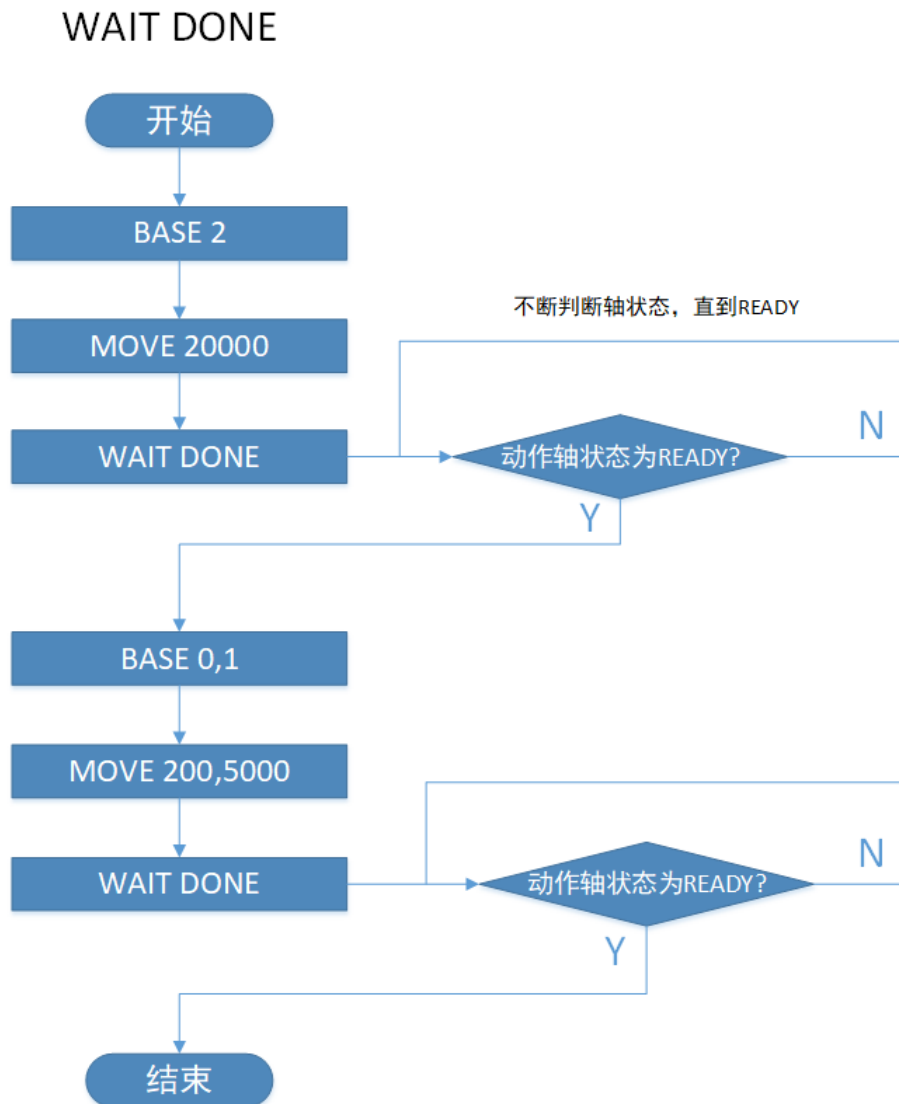 WAIT DONE
开始
BASE 2
MOVE 20000
不断判断轴状态，直到READY
WAIT DONE
动作轴状态为READY?
N
Y
BASE 0,1
MOVE 200,5000
WAIT DONE
动作轴状态为READY?
N
Y
结束